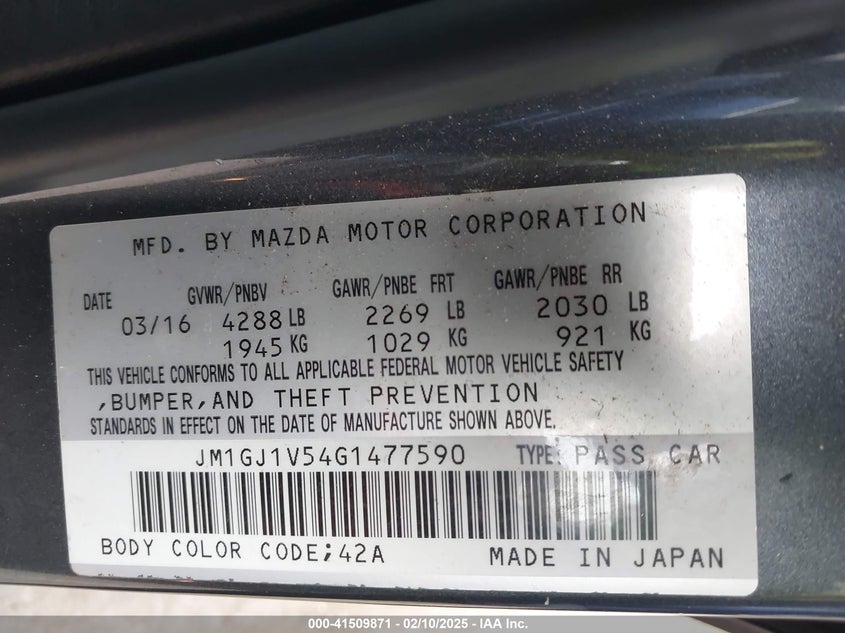 MFD. BY MAZDA MOTOR CORPORATION
DATE GVWR/PNBV GAWR/PNBE FRT GAWR/PNBE RR
03/16 4288 LB 2269 LB 2030 LB
1945 KG 1029 KG 921 KG
THIS VEHICLE CONFORMS TO ALL APPLICABLE FEDERAL MOTOR VEHICLE SAFETY
,BUMPER,AND THEFT PREVENTION
STANDARDS IN EFFECT ON THE DATE OF MANUFACTURE SHOWN ABOVE.
JM1GJ1V54G1477590 TYPE: PASS CAR
BODY COLOR CODE;42A MADE IN JAPAN
000-41509871 - 02/10/2025 - IAA Inc.